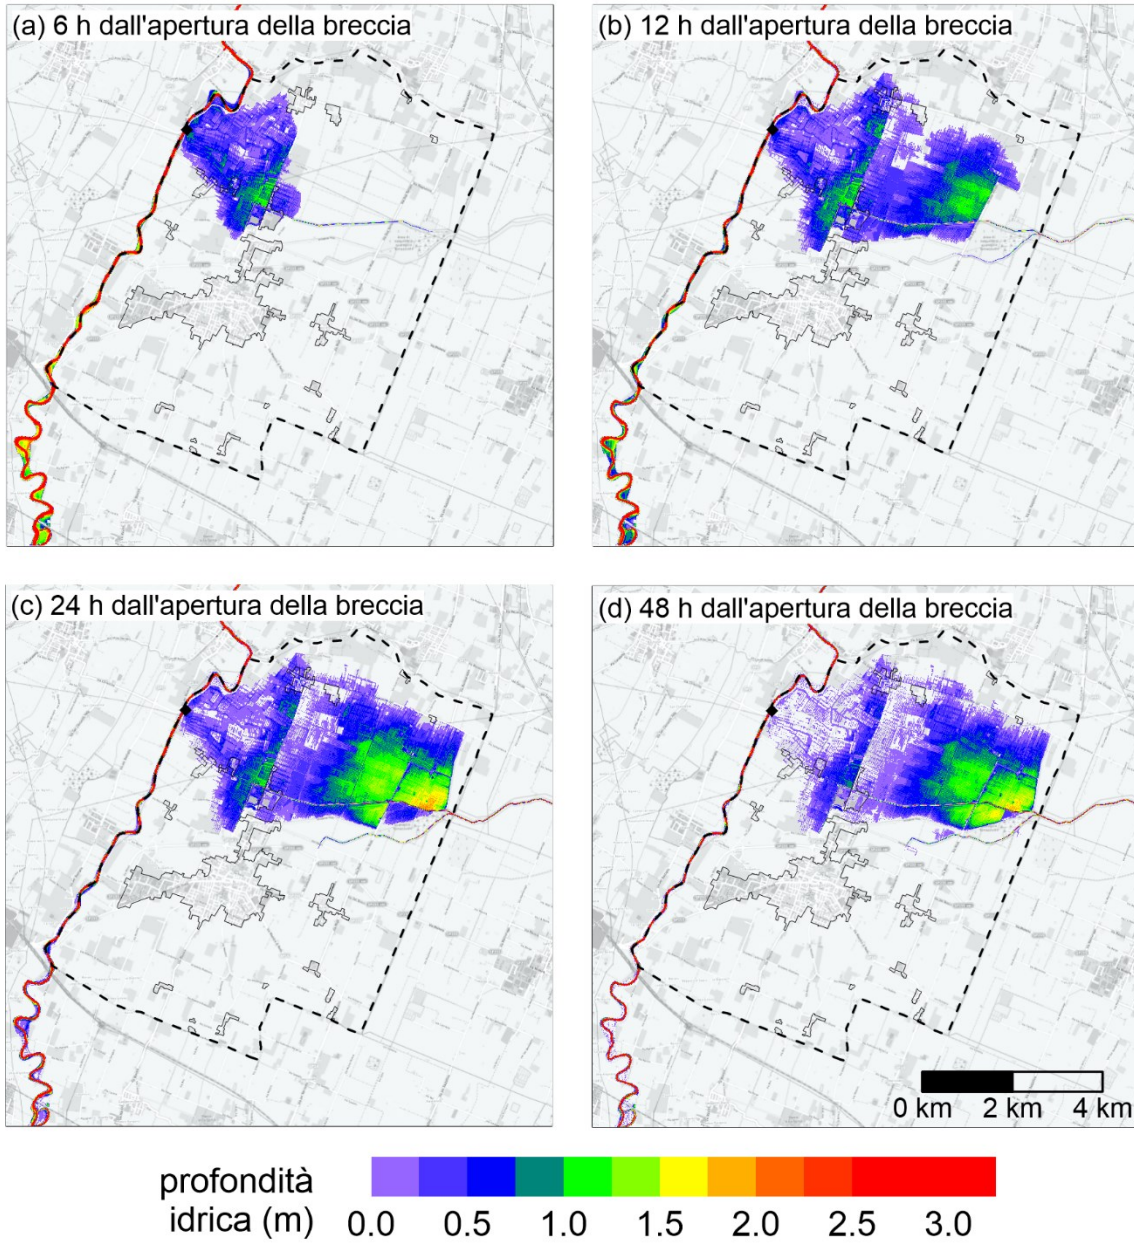 (a) 6 h dall'apertura della breccia
(b) 12 h dall'apertura della breccia
(c) 24 h dall'apertura della breccia
(d) 48 h dall'apertura della breccia
0 km 2 km 4 km
profondità
idrica (m) 0.0 0.5 1.0 1.5 2.0 2.5 3.0